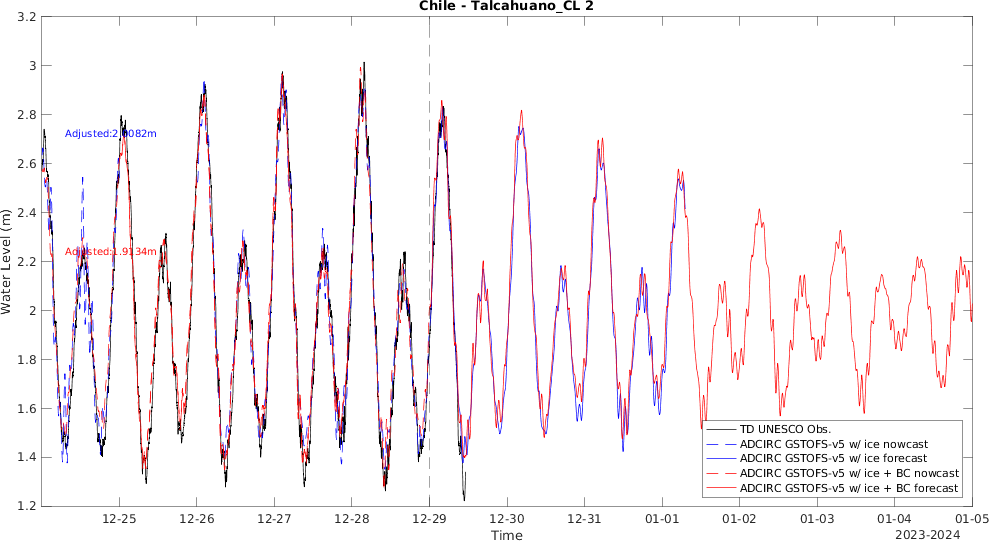 Chile - Talcahuano_CL 2
3.2
3
2.8
2.6
2.4
2.2
2
1.8
1.6
1.4
1.2
Water Level (m)
Adjusted:2.0082m
Adjusted:1.9134m
TD UNESCO Obs.
ADCIRC GSTOFS-v5 w/ ice nowcast
ADCIRC GSTOFS-v5 w/ ice forecast
ADCIRC GSTOFS-v5 w/ ice + BC nowcast
ADCIRC GSTOFS-v5 w/ ice + BC forecast
12-25 12-26 12-27 12-28 12-29 12-30 12-31 01-01 01-02 01-03 01-04 01-05
Time
2023-2024